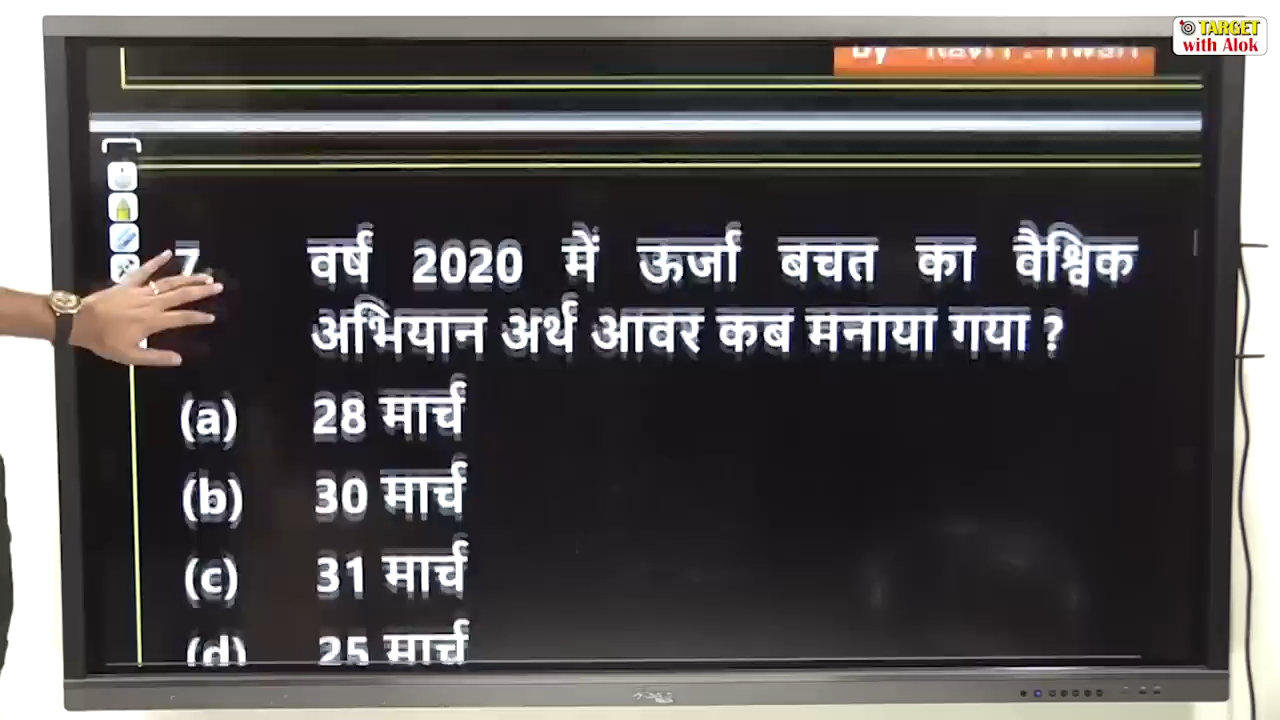 TARGET
with Alok
7. वर्ष 2020 में ऊर्जा बचत का वैश्विक
अभियान अर्थ आवर कब मनाया गया ?
(a) 28 मार्च
(b) 30 मार्च
(c) 31 मार्च
(d) 25 मार्च